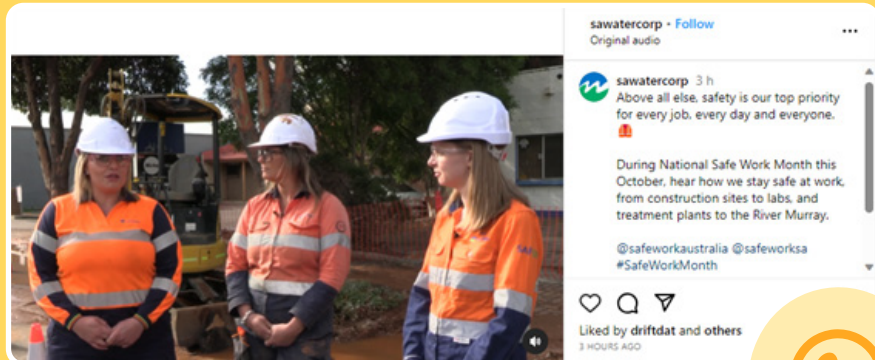 sawatercorp • Follow
Original audio
sawatercorp 3 h
Above all else, safety is our top priority
for every job, every day and everyone.
During National Safe Work Month this
October, hear how we stay safe at work,
from construction sites to labs, and
treatment plants to the River Murray.
@safeworkaustralia @safeworksa
#SafeWorkMonth
Liked by driftdat and others
3 HOURS AGO